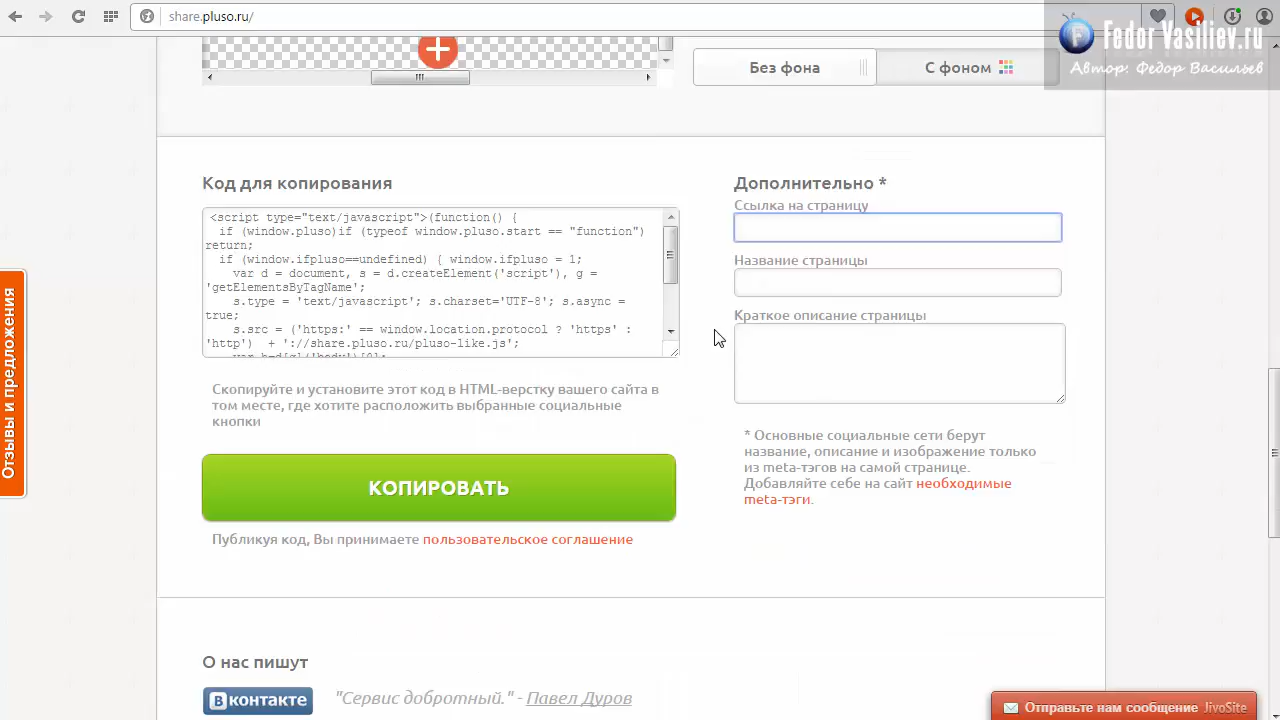 share.pluso.ru/
Fedor Vasiliev.ru
Автор: Федор Васильев
Без фона
С фоном
Код для копирования
<script type="text/javascript">(function() {
if (window.pluso)if (typeof window.pluso.start == "function")
return;
if (window.ifpluso==undefined) { window.ifpluso = 1;
var d = document, s = d.createElement('script'), g =
'getElementsByTagName';
s.type = 'text/javascript'; s.charset='UTF-8'; s.async =
true;
s.src = ('https:' == window.location.protocol ? 'https' :
'http') + '://share.pluso.ru/pluso-like.js';
var h=d[g]('body')[0];
Скопируйте и установите этот код в HTML-верстку вашего сайта в
том месте, где хотите расположить выбранные социальные
кнопки
КОПИРОВАТЬ
Публикуя код, Вы принимаете пользовательское соглашение
Дополнительно *
Ссылка на страницу
Название страницы
Краткое описание страницы
* Основные социальные сети берут
название, описание и изображение только
из meta-тэгов на самой странице.
Добавляйте себе на сайт необходимые
meta-тэги.
Отзывы и предложения
О нас пишут
В контакте
"Сервис добротный." - Павел Дуров
Отправьте нам сообщение JivoSite